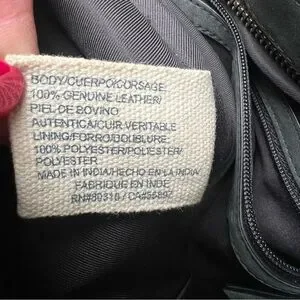 BODY/CUERPO/CORSAGE
100% GENUINE LEATHER/
PIEL DE BOVINO
AUTENTICA/CUIR VERITABLE
LINING/FORRO/DOUBLURE
100% POLYESTER/POLIESTER/
POLYESTER
MADE IN INDIA/HECHO EN LA INDIA/
FABRIQUE EN INDE